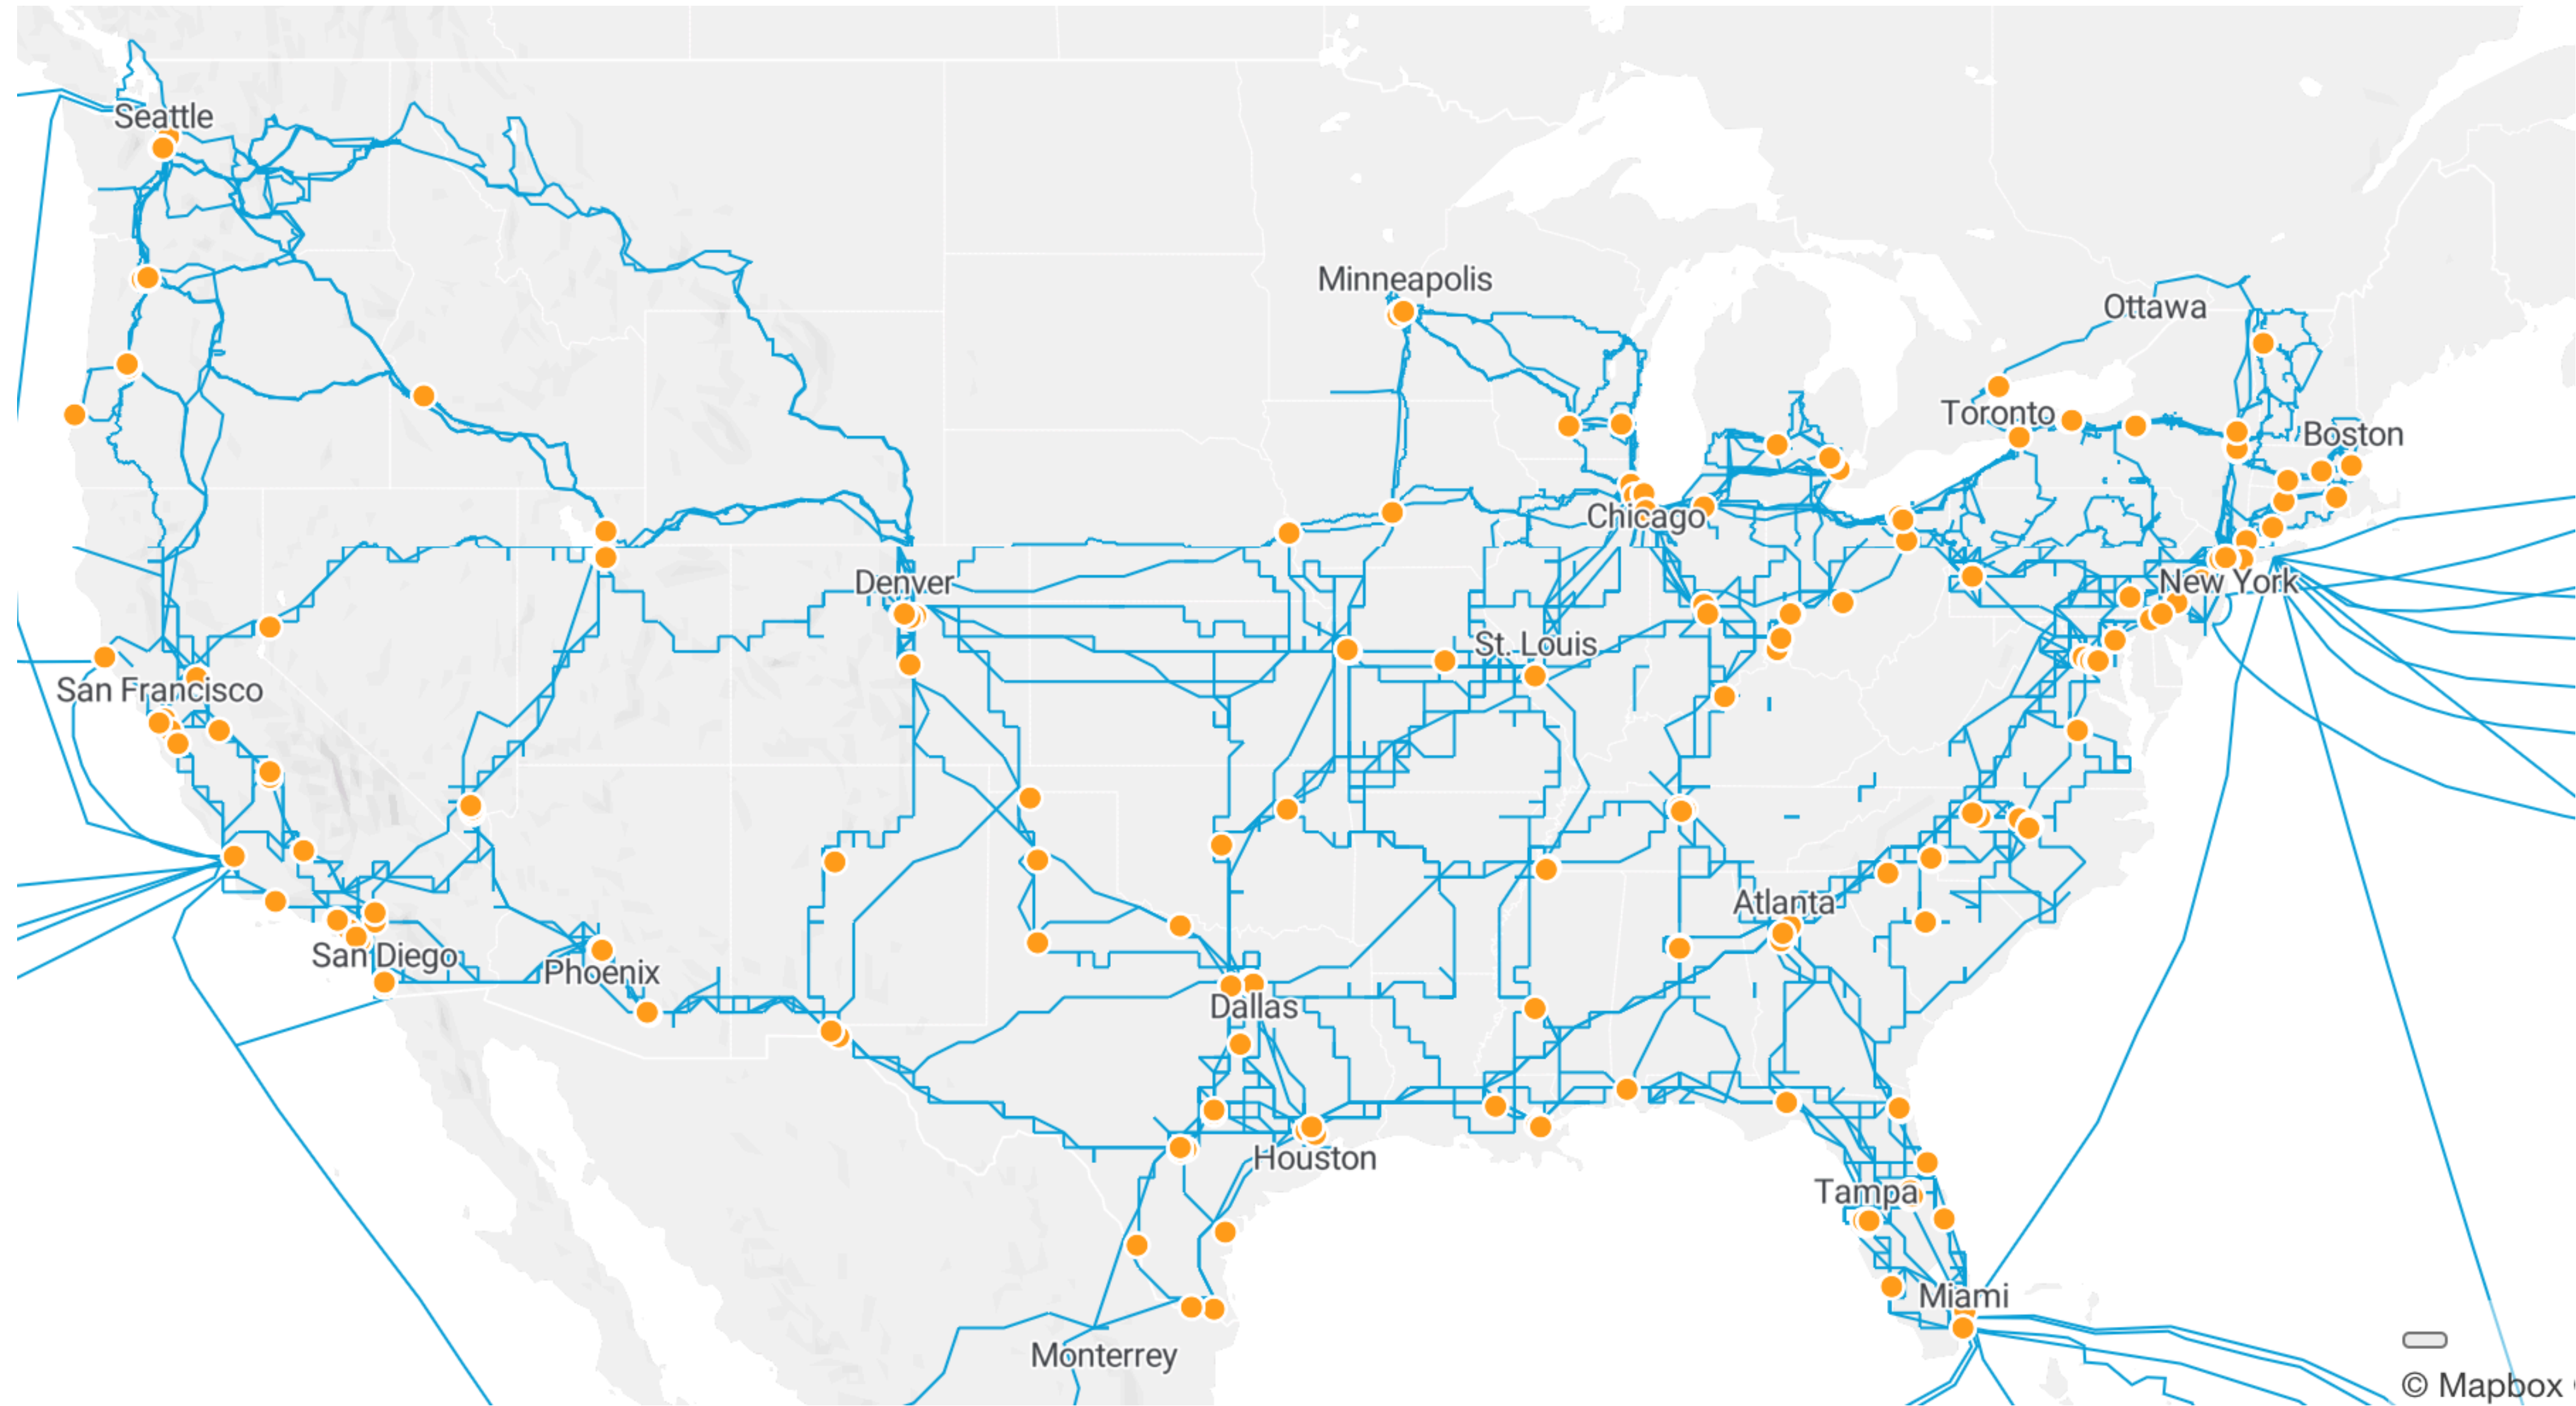 Seattle
Minneapolis
Ottawa
Toronto
Boston
Chicago
Denver
New York
St. Louis
San Francisco
Atlanta
San Diego
Phoenix
Dallas
Houston
Tampa
Miami
Monterrey
© Mapbox